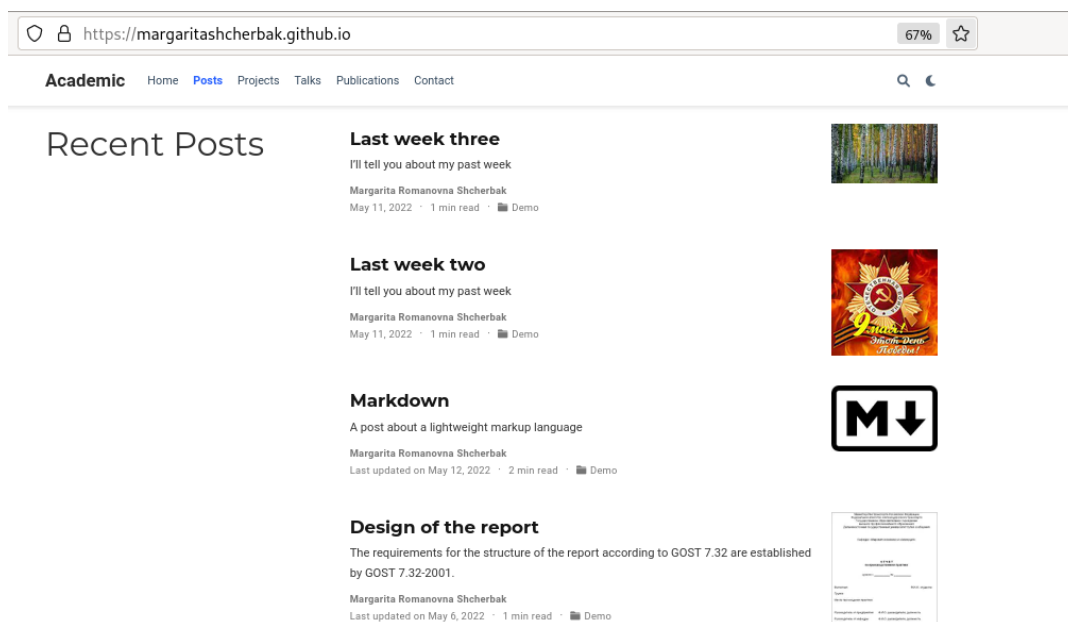 https://margaritashcherbak.github.io
67%
Academic Home Posts Projects Talks Publications Contact
Recent Posts
Last week three
I'll tell you about my past week
Margarita Romanovna Shcherbak
May 11, 2022 · 1 min read · Demo
Last week two
I'll tell you about my past week
Margarita Romanovna Shcherbak
May 11, 2022 · 1 min read · Demo
ОТЕЧЕСТВЕННАЯ ВОЙНА
9 мая!
Этот День
Победы!
Markdown
A post about a lightweight markup language
Margarita Romanovna Shcherbak
Last updated on May 12, 2022 · 2 min read · Demo
M
Design of the report
The requirements for the structure of the report according to GOST 7.32 are established
by GOST 7.32-2001.
Margarita Romanovna Shcherbak
Last updated on May 6, 2022 · 1 min read · Demo